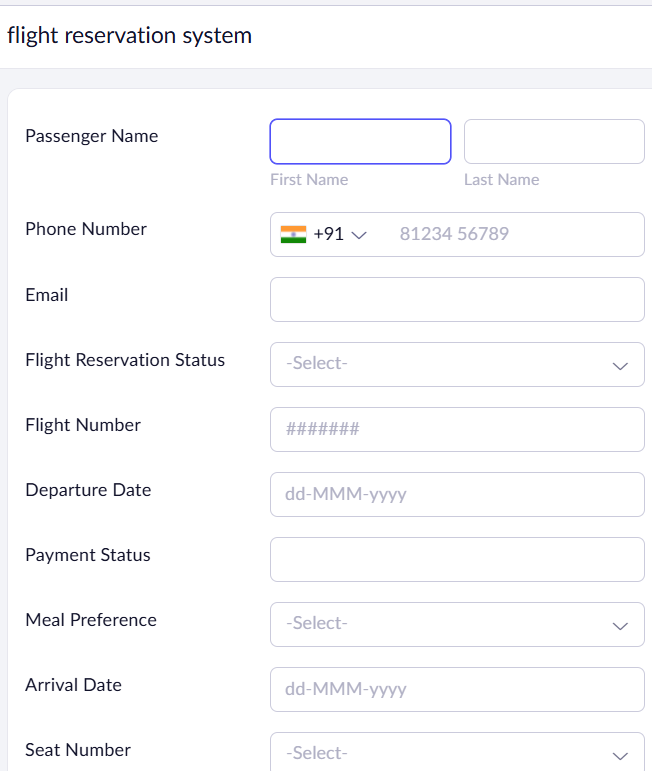 flight reservation system
Passenger Name
First Name Last Name
Phone Number +91 81234 56789
Email
Flight Reservation Status -Select-
Flight Number #######
Departure Date dd-MMM-yyyy
Payment Status
Meal Preference -Select-
Arrival Date dd-MMM-yyyy
Seat Number -Select-